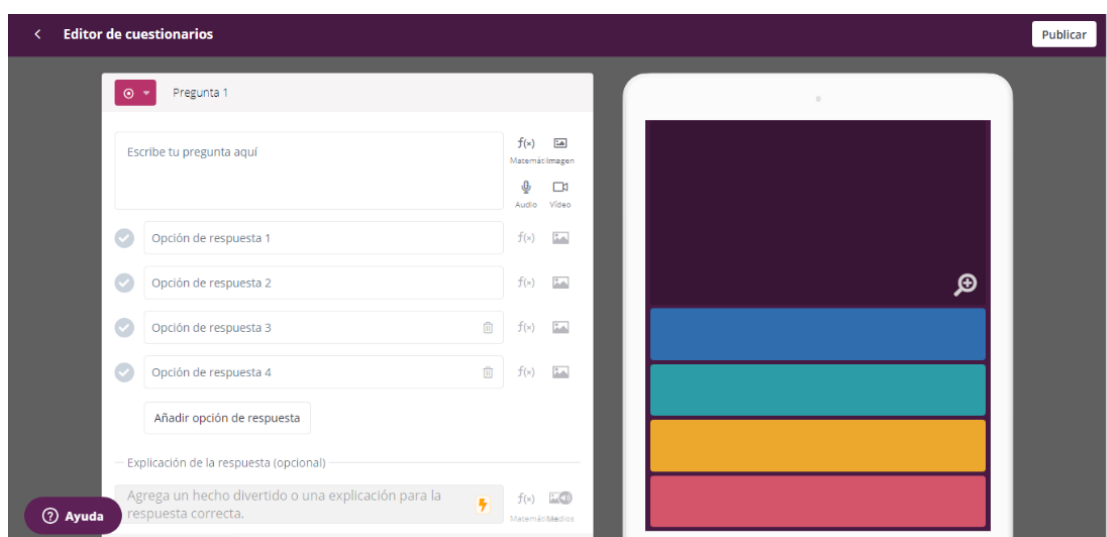 Editor de cuestionarios
Publicar
Pregunta 1
Escribe tu pregunta aquí
f(×)
Matemát Imagen
Audio Vídeo
Opción de respuesta 1
f(×)
Opción de respuesta 2
f(×)
Opción de respuesta 3
f(×)
Opción de respuesta 4
f(×)
Añadir opción de respuesta
Explicación de la respuesta (opcional)
Agrega un hecho divertido o una explicación para la
respuesta correcta.
f(×)
Matemát Medios
Ayuda